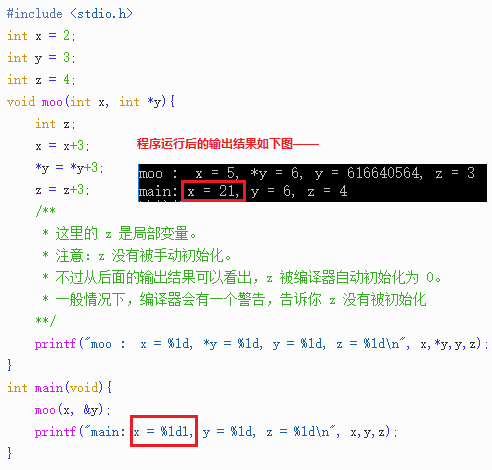 #include <stdio.h>
int x = 2;
int y = 3;
int z = 4;
void moo(int x, int *y){
int z;
x = x+3;
*y = *y+3;
z = z+3;
程序运行后的输出结果如下图——
moo :  x = 5, *y = 6, y = 616640564, z = 3
main: x = 21, y = 6, z = 4
/**
* 这里的 z 是局部变量。
* 注意：z 没有被手动初始化。
* 不过从后面的输出结果可以看出，z 被编译器自动初始化为 0。
* 一般情况下，编译器会有一个警告，告诉你 z 没有被初始化
**/
printf("moo :  x = %1d, *y = %1d, y = %1d, z = %1d\n", x,*y,y,z);
}
int main(void){
moo(x, &y);
printf("main: x = %1d1, y = %1d, z = %1d\n", x,y,z);
}